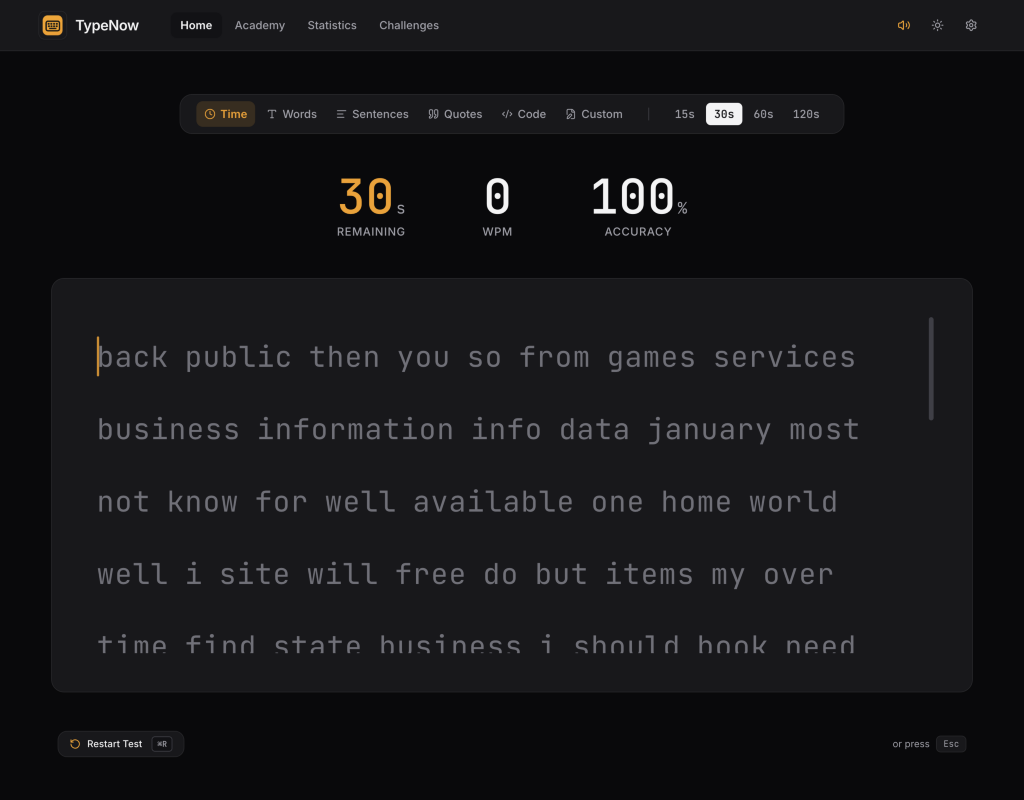 TypeNow Home Academy Statistics Challenges
Time Words Sentences Quotes Code Custom 15s 30s 60s 120s
30s 0 100%
REMAINING WPM ACCURACY
back public then you so from games services
business information info data january most
not know for well available one home world
well i site will free do but items my over
time find state business i should book need
Restart Test ⌘R or press Esc